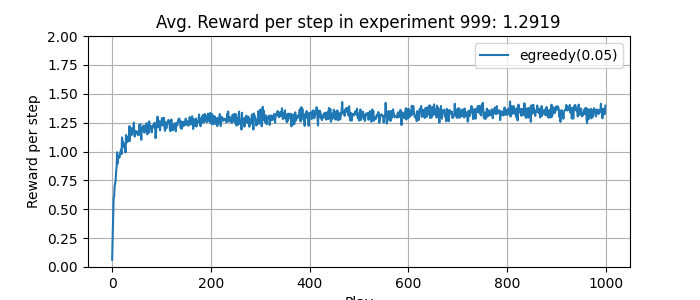 Avg. Reward per step in experiment 999: 1.2919
egreedy(0.05)
Reward per step
2.00
1.75
1.50
1.25
1.00
0.75
0.50
0.25
0.00
0 200 400 600 800 1000
Play